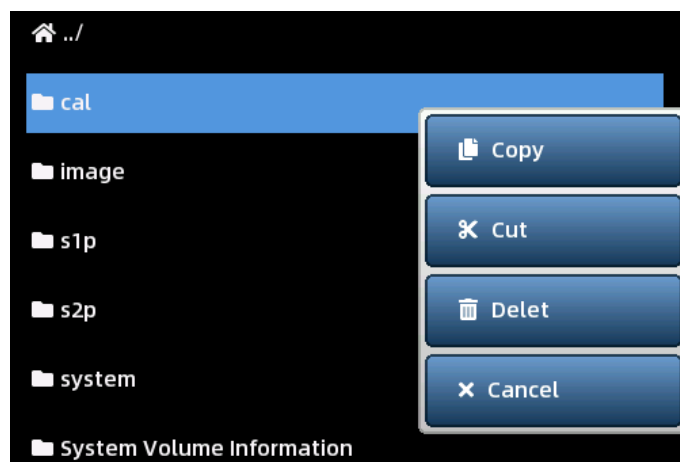 ../
cal
image
s1p
s2p
system
System Volume Information
Copy
Cut
Delet
Cancel